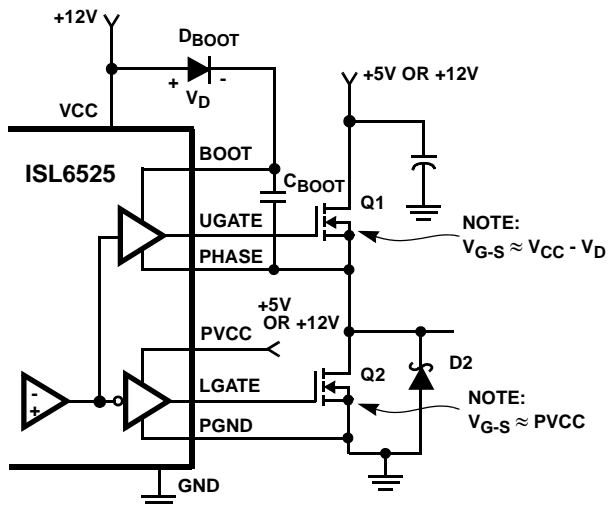 +12V
DBOOT
+ -
VD
+5V OR +12V
VCC
BOOT
ISL6525
CBOOT
Q1
UGATE
NOTE:
VG-S ≈ VCC - VD
PHASE
+5V
OR +12V
PVCC
D2
Q2
LGATE
NOTE:
VG-S ≈ PVCC
-
+
PGND
GND